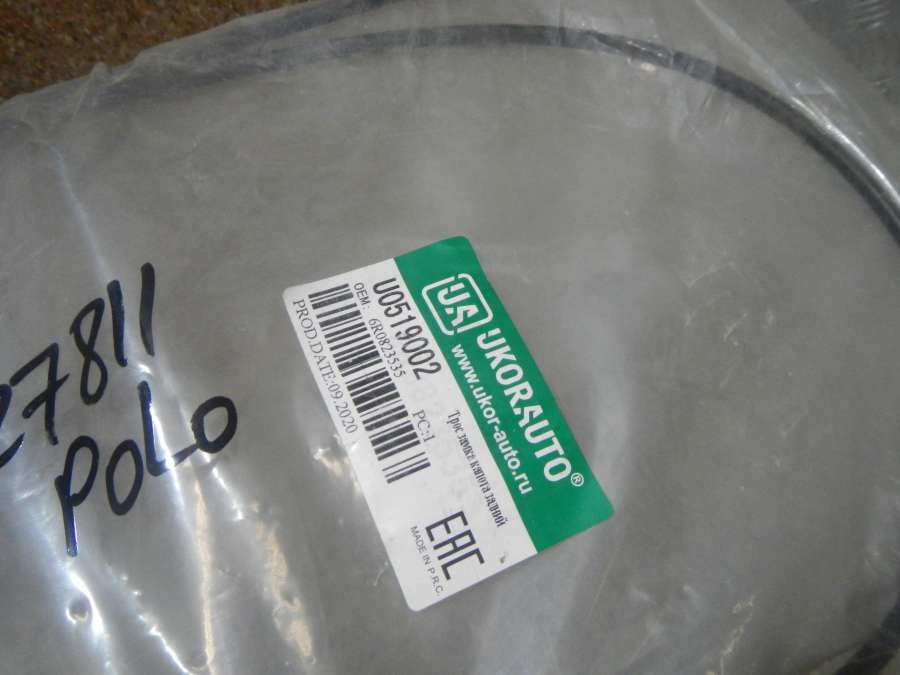 UA UKORAUTO®
www.ukor-auto.ru
Трос замка капота задний
U0519002
OEM: 6R0823535
PC:1
PROD.DATE:09.2020
EAC
MADE IN P.R.C.
27811
POLO